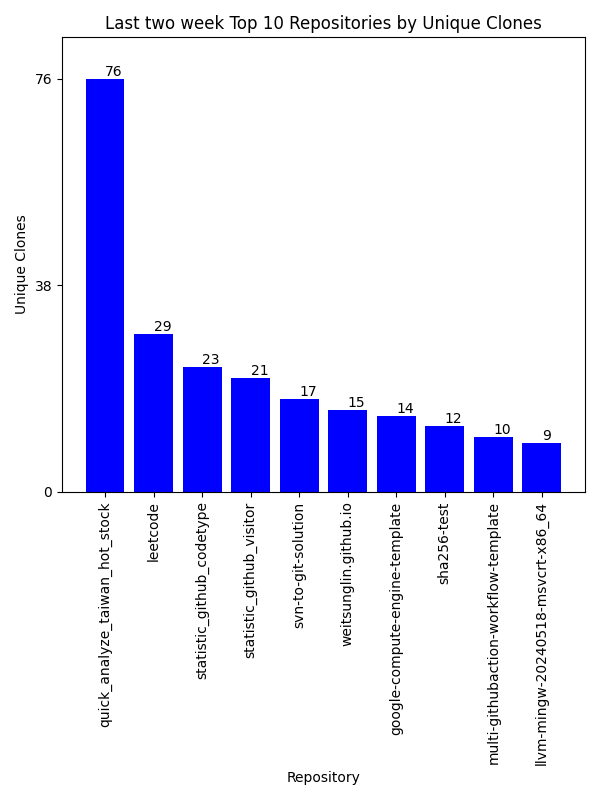 Last two week Top 10 Repositories by Unique Clones
Unique Clones
76
38
0
76
29
23
21
17
15
14
12
10
9
quick_analyze_taiwan_hot_stock
leetcode
statistic_github_codetype
statistic_github_visitor
svn-to-git-solution
weitsunglin.github.io
google-compute-engine-template
sha256-test
multi-githubaction-workflow-template
llvm-mingw-20240518-msvcrt-x86_64
Repository